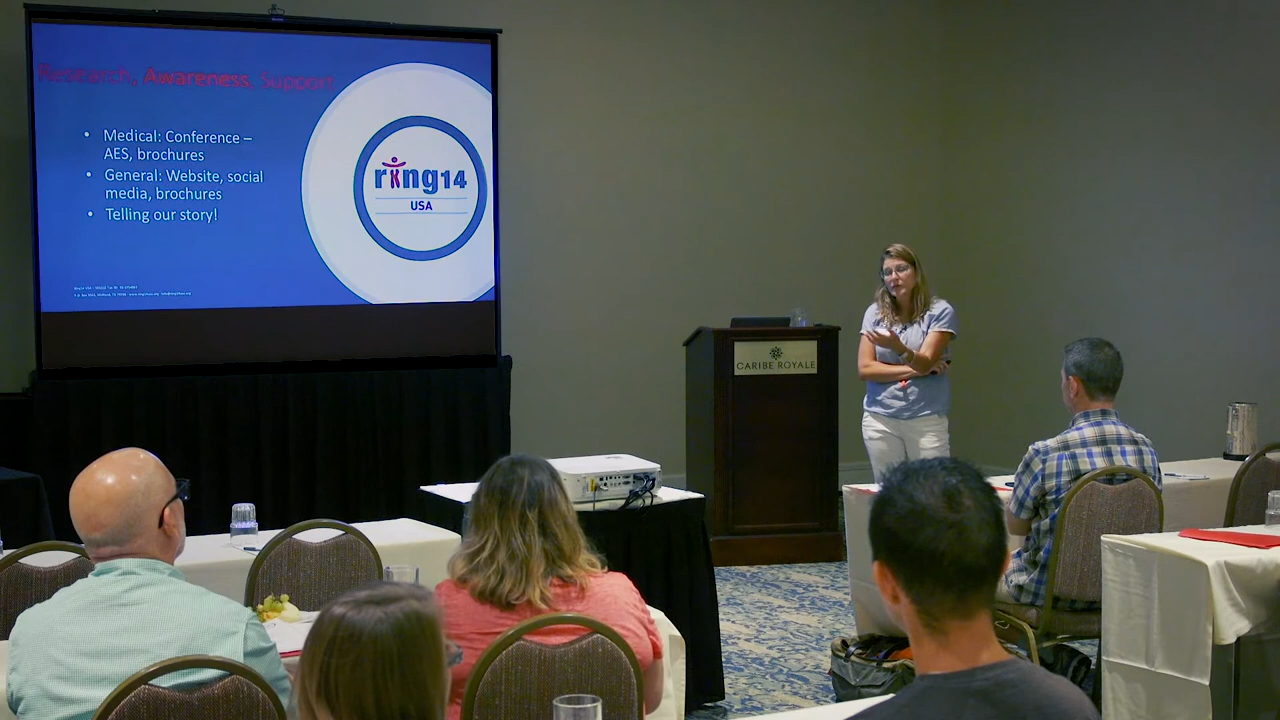 Research, Awareness, Support
• Medical: Conference –
AES, brochures
• General: Website, social
media, brochures
• Telling our story!
ring14
USA
CARIBE ROYALE